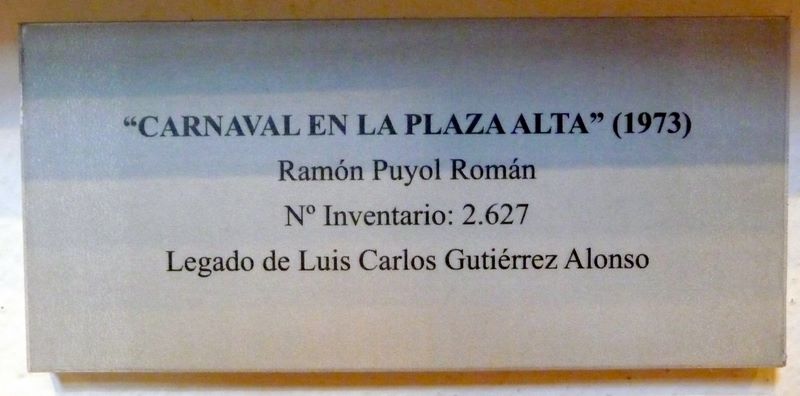 “CARNAVAL EN LA PLAZA ALTA” (1973)
Ramón Puyol Román
Nº Inventario: 2.627
Legado de Luis Carlos Gutiérrez Alonso